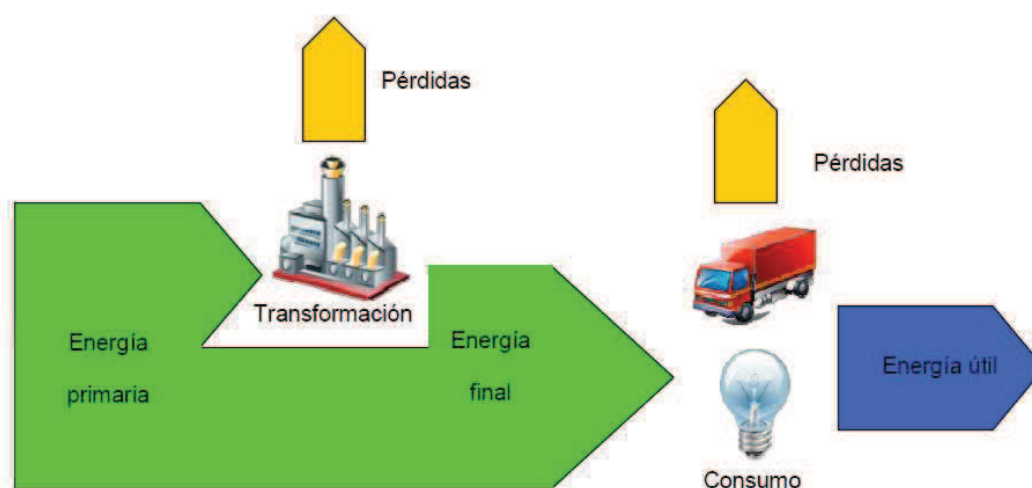 Pérdidas
Pérdidas
Transformación
Energía
primaria
Energía
final
Energía útil
Consumo